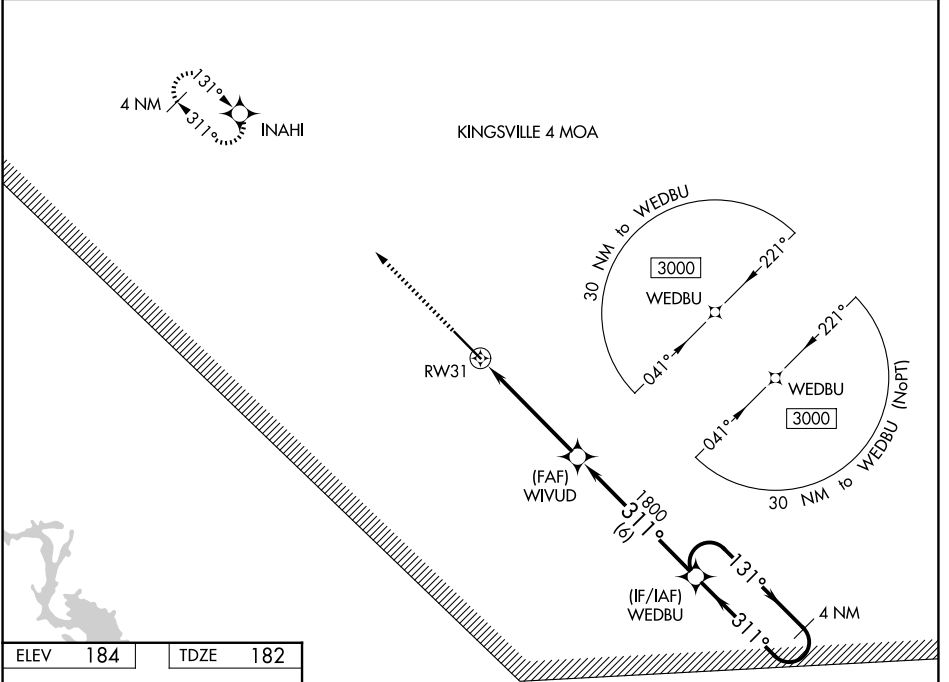 131°
4 NM
311°
INAHI
KINGSVILLE 4 MOA
30 NM to WEDBU
3000
WEDBU
221°
041°
221°
WEDBU
3000
041°
30 NM to WEDBU (NoPT)
RW31
(FAF)
WIVUD
1800
311°
(6)
(IF/IAF)
WEDBU
131°
4 NM
311°
ELEV 184
TDZE 182